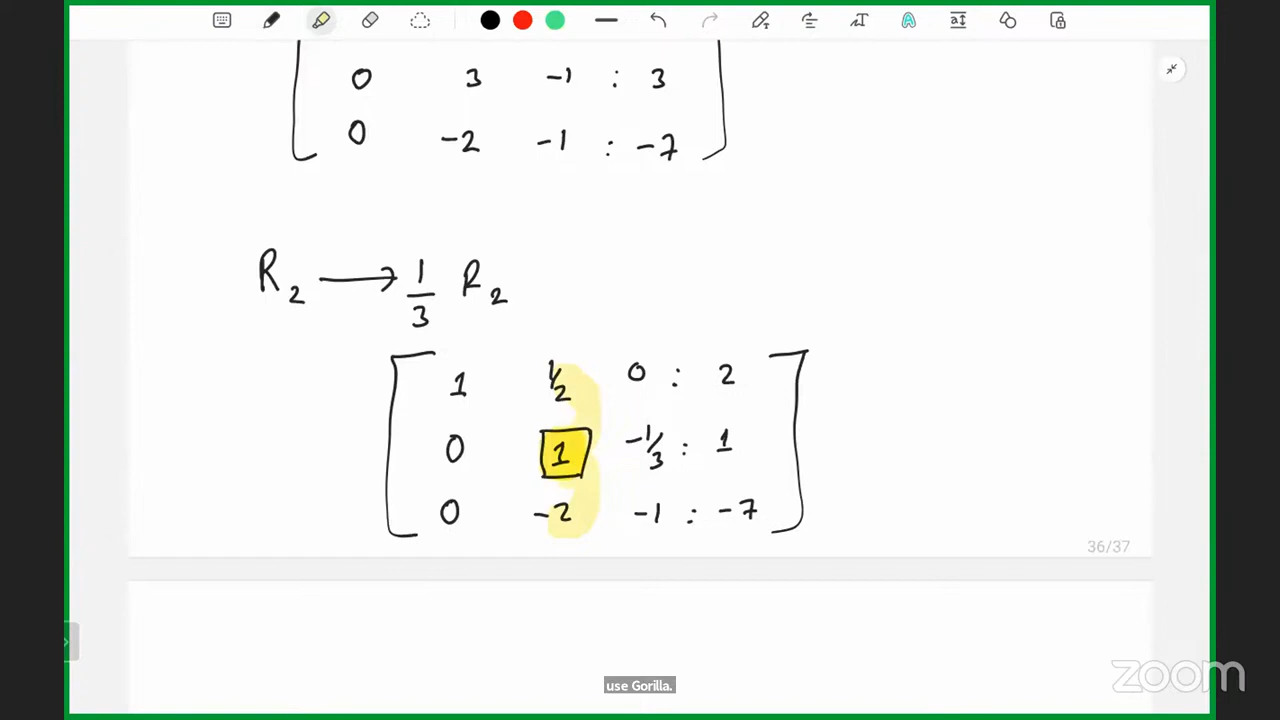 0 3 -1 : 3
0 -2 -1 : -7
R2 → 1/3 R2
1 1/2 0 : 2
0 1 -1/3 : 1
0 -2 -1 : -7
36/37
use Gorilla.
zoom